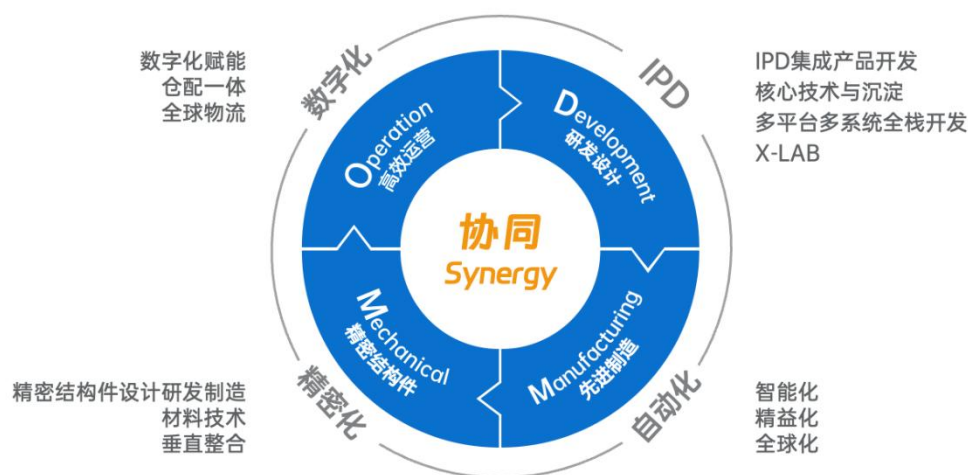 数字化赋能
仓配一体
全球物流
数字化
IPD
IPD集成产品开发
核心技术与沉淀
多平台多系统全栈开发
X-LAB
Operation
高效运营
Development
研发设计
协同
Synergy
Mechanical
精密结构件
Manufacturing
先进制造
精密结构件设计研发制造
材料技术
垂直整合
精密化
自动化
智能化
精益化
全球化